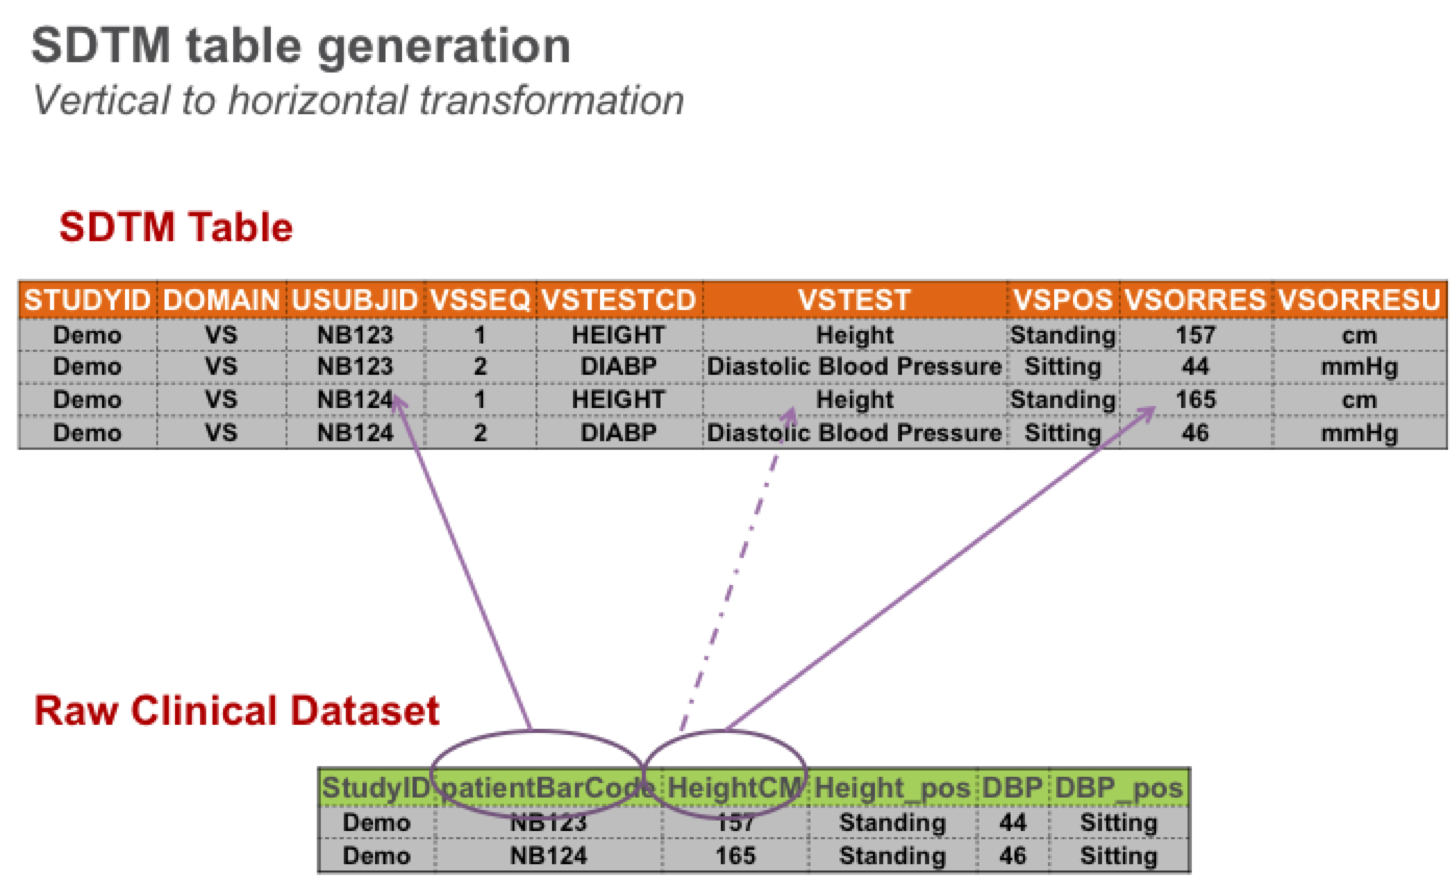 SDTM table generation
Vertical to horizontal transformation
SDTM Table
STUDYID DOMAIN USUBJID VSSEQ VSTESTCD VSTEST VSPOS VSORRES VSORRESU
Demo VS NB123 1 HEIGHT Height Standing 157 cm
Demo VS NB123 2 DIABP Diastolic Blood Pressure Sitting 44 mmHg
Demo VS NB124 1 HEIGHT Height Standing 165 cm
Demo VS NB124 2 DIABP Diastolic Blood Pressure Sitting 46 mmHg
Raw Clinical Dataset
StudyID patientBarCode HeightCM Height_pos DBP DBP_pos
Demo NB123 157 Standing 44 Sitting
Demo NB124 165 Standing 46 Sitting